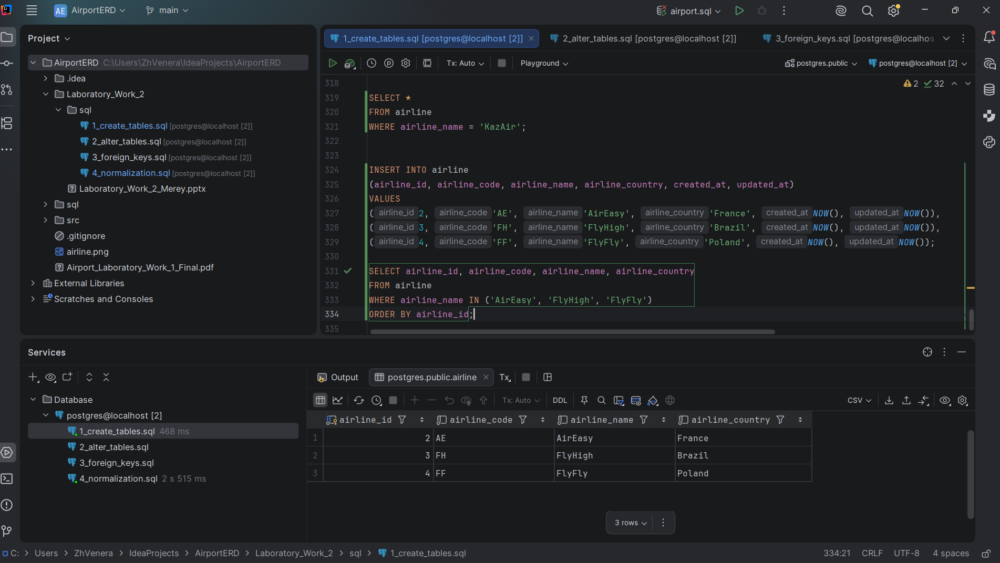 AE AirportERD main airport.sql
Project
AirportERD C:\Users\ZhVenera\IdeaProjects\AirportERD
.idea
Laboratory_Work_2
sql
1_create_tables.sql [postgres@localhost [2]]
2_alter_tables.sql [postgres@localhost [2]]
3_foreign_keys.sql [postgres@localhost [2]]
4_normalization.sql [postgres@localhost [2]]
Laboratory_Work_2_Merey.pptx
sql
src
.gitignore
airline.png
Airport_Laboratory_Work_1_Final.pdf
External Libraries
Scratches and Consoles
1_create_tables.sql [postgres@localhost [2]] 2_alter_tables.sql [postgres@localhost [2]] 3_foreign_keys.sql [postgres@localhos
Tx: Auto Playground postgres.public postgres@localhost [2]
318 2 32
319 SELECT *
320 FROM airline
321 WHERE airline_name = 'KazAir';
322
323
324 INSERT INTO airline
325 (airline_id, airline_code, airline_name, airline_country, created_at, updated_at)
326 VALUES
327 ( airline_id 2, airline_code 'AE', airline_name 'AirEasy', airline_country 'France', created_at NOW(), updated_at NOW()),
328 ( airline_id 3, airline_code 'FH', airline_name 'FlyHigh', airline_country 'Brazil', created_at NOW(), updated_at NOW()),
329 ( airline_id 4, airline_code 'FF', airline_name 'FlyFly', airline_country 'Poland', created_at NOW(), updated_at NOW());
330
331 SELECT airline_id, airline_code, airline_name, airline_country
332 FROM airline
333 WHERE airline_name IN ('AirEasy', 'FlyHigh', 'FlyFly')
334 ORDER BY airline_id;
335
Services
Database
postgres@localhost [2]
1_create_tables.sql 468 ms
2_alter_tables.sql
3_foreign_keys.sql
4_normalization.sql 2 s 515 ms
Output postgres.public.airline Tx
Tx: Auto DDL CSV
airline_id airline_code airline_name airline_country
1 2 AE AirEasy France
2 3 FH FlyHigh Brazil
3 4 FF FlyFly Poland
3 rows
C: > Users > ZhVenera > IdeaProjects > AirportERD > Laboratory_Work_2 > sql > 1_create_tables.sql 334:21 CRLF UTF-8 4 spaces